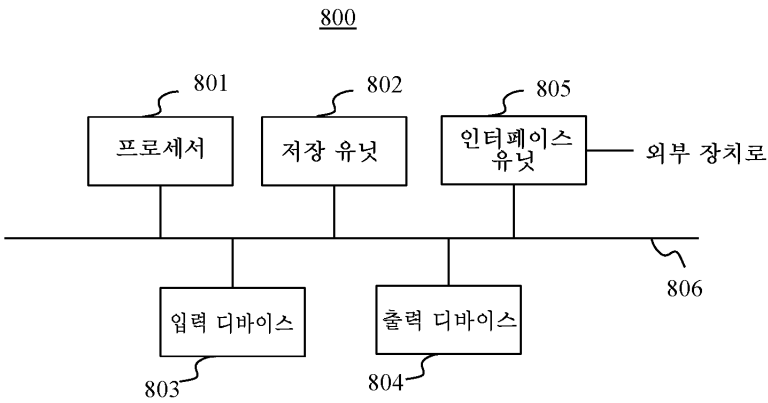 800
801
802
805
프로세서
저장 유닛
인터페이스
유닛
외부 장치로
806
입력 디바이스
출력 디바이스
803
804